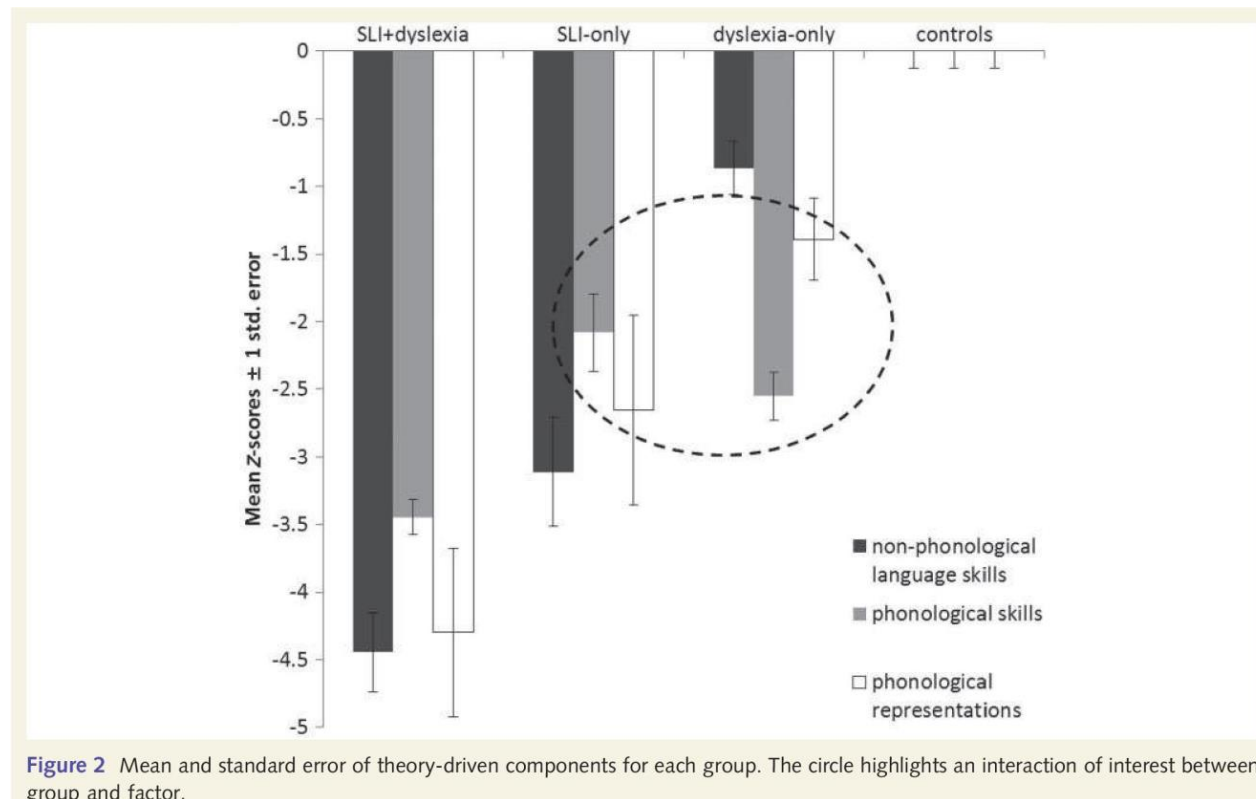 SLI+dyslexia SLI-only dyslexia-only controls
0
-0.5
-1
-1.5
-2
-2.5
-3
-3.5
-4
-4.5
-5
Mean Z-scores ± 1 std. error
non-phonological
language skills
phonological skills
phonological
representations
Figure 2 Mean and standard error of theory-driven components for each group. The circle highlights an interaction of interest between
group and factor.